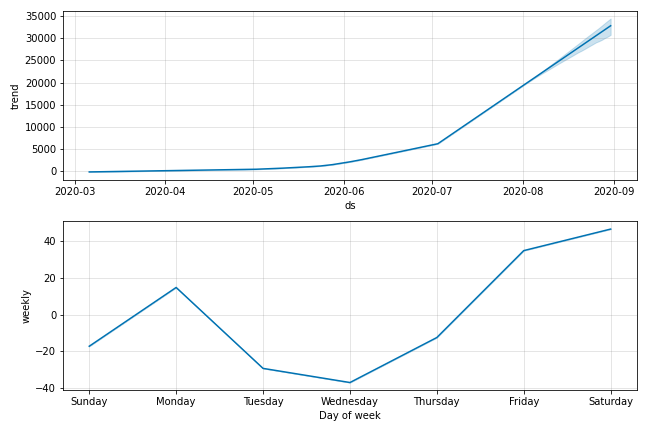 35000
30000
25000
20000
15000
10000
5000
0
trend
2020-03 2020-04 2020-05 2020-06 2020-07 2020-08 2020-09
ds
40
20
0
−20
−40
weekly
Sunday Monday Tuesday Wednesday Thursday Friday Saturday
Day of week